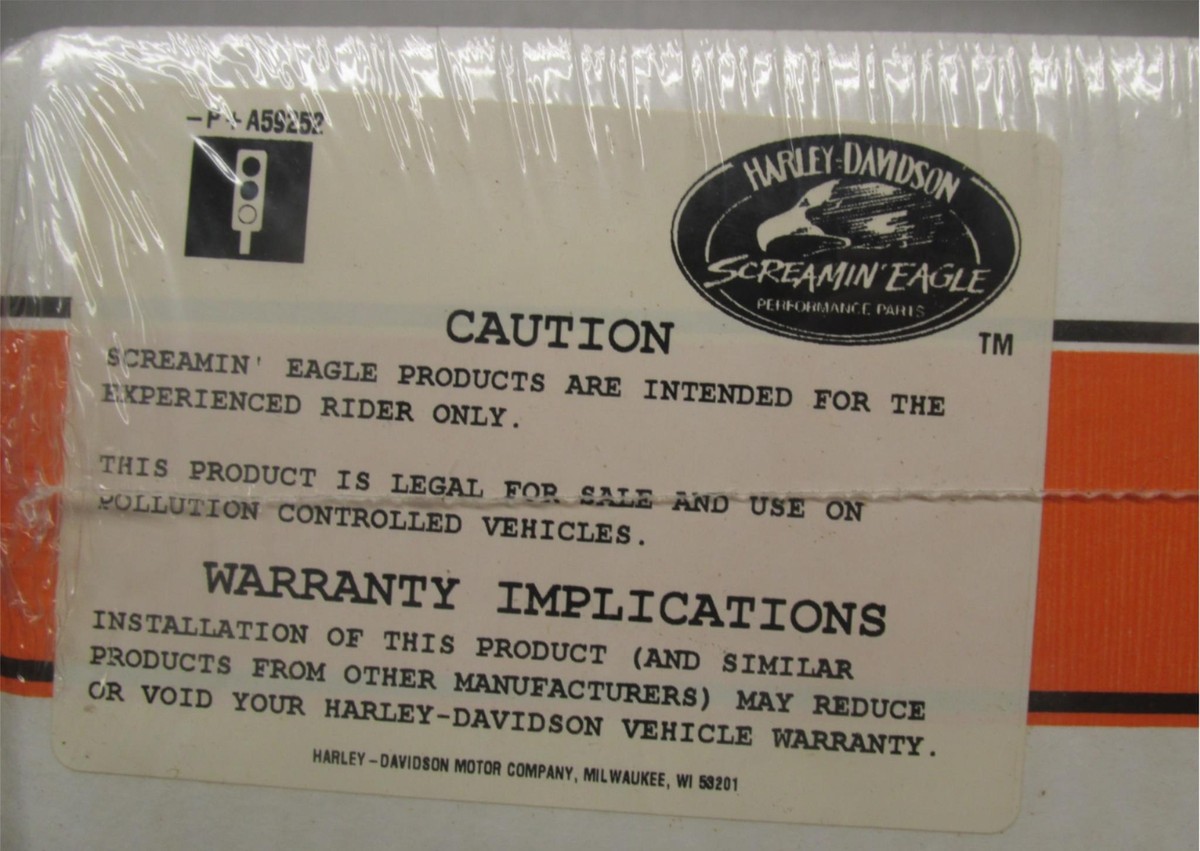 -P+A59252
HARLEY-DAVIDSON
SCREAMIN' EAGLE
PERFORMANCE PARTS
TM
CAUTION
SCREAMIN' EAGLE PRODUCTS ARE INTENDED FOR THE
EXPERIENCED RIDER ONLY.
THIS PRODUCT IS LEGAL FOR SALE AND USE ON
POLLUTION CONTROLLED VEHICLES.
WARRANTY IMPLICATIONS
INSTALLATION OF THIS PRODUCT (AND SIMILAR
PRODUCTS FROM OTHER MANUFACTURERS) MAY REDUCE
OR VOID YOUR HARLEY-DAVIDSON VEHICLE WARRANTY.
HARLEY-DAVIDSON MOTOR COMPANY, MILWAUKEE, WI 53201